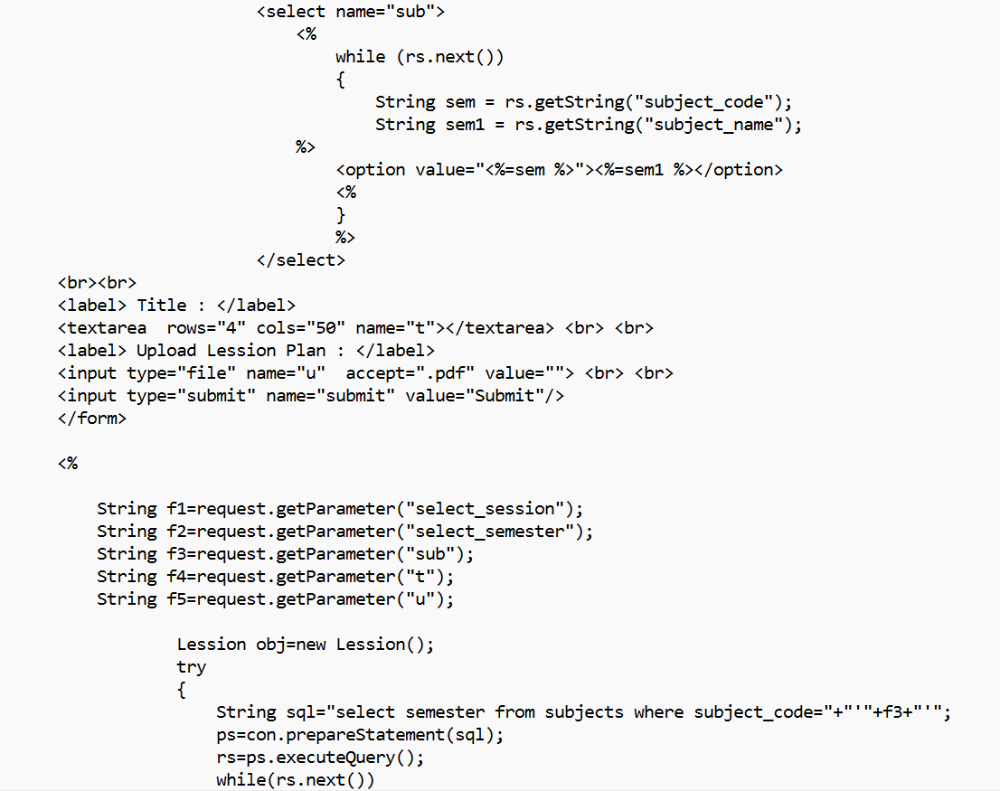 <select name="sub">
<%
while (rs.next())
{
String sem = rs.getString("subject_code");
String sem1 = rs.getString("subject_name");
%>
<option value="<%=sem %>"><%=sem1 %></option>
<%
}
%>
</select>
<br><br>
<label> Title : </label>
<textarea  rows="4" cols="50" name="t"></textarea> <br> <br>
<label> Upload Lession Plan : </label>
<input type="file" name="u"  accept=".pdf" value=""> <br> <br>
<input type="submit" name="submit" value="Submit"/>
</form>
<%
String f1=request.getParameter("select_session");
String f2=request.getParameter("select_semester");
String f3=request.getParameter("sub");
String f4=request.getParameter("t");
String f5=request.getParameter("u");
Lession obj=new Lession();
try
{
String sql="select semester from subjects where subject_code="+"'"+f3+"'";
ps=con.prepareStatement(sql);
rs=ps.executeQuery();
while(rs.next())